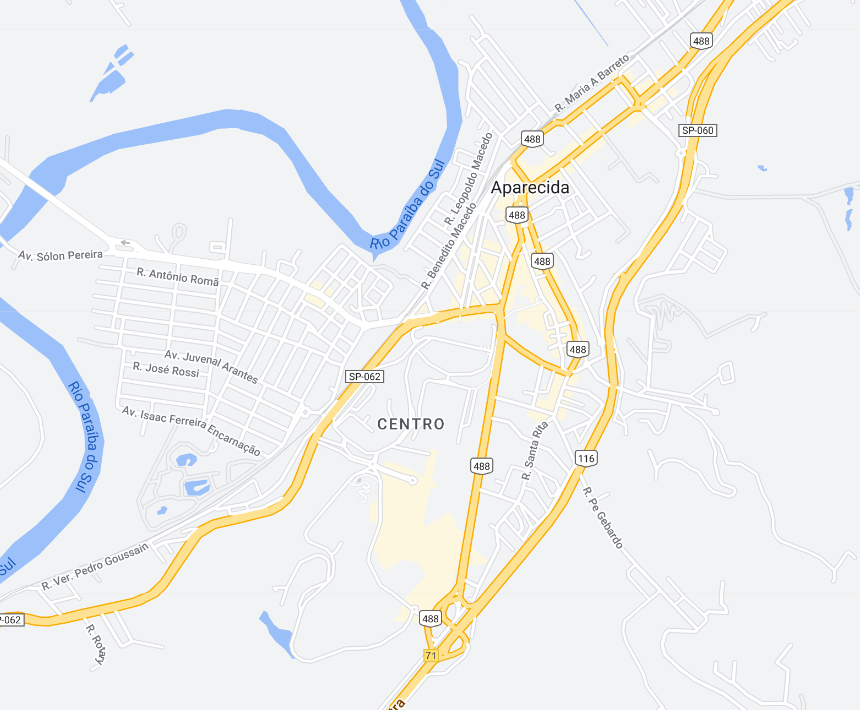 488
R. Maria A Barreto
SP-060
488
R. Leopoldo Macedo
Rio Paraíba do Sul
Aparecida
488
R. Benedito Macedo
Av. Sólon Pereira
488
R. Antônio Romã
488
Av. Juvenal Arantes
R. José Rossi
SP-062
Rio Paraíba do Sul
Av. Isaac Ferreira Encarnação
CENTRO
R. Santa Rita
116
488
R. Pe Gebardo
Sul
R. Ver. Pedro Goussain
P-062
488
R. Rotary
71
tra